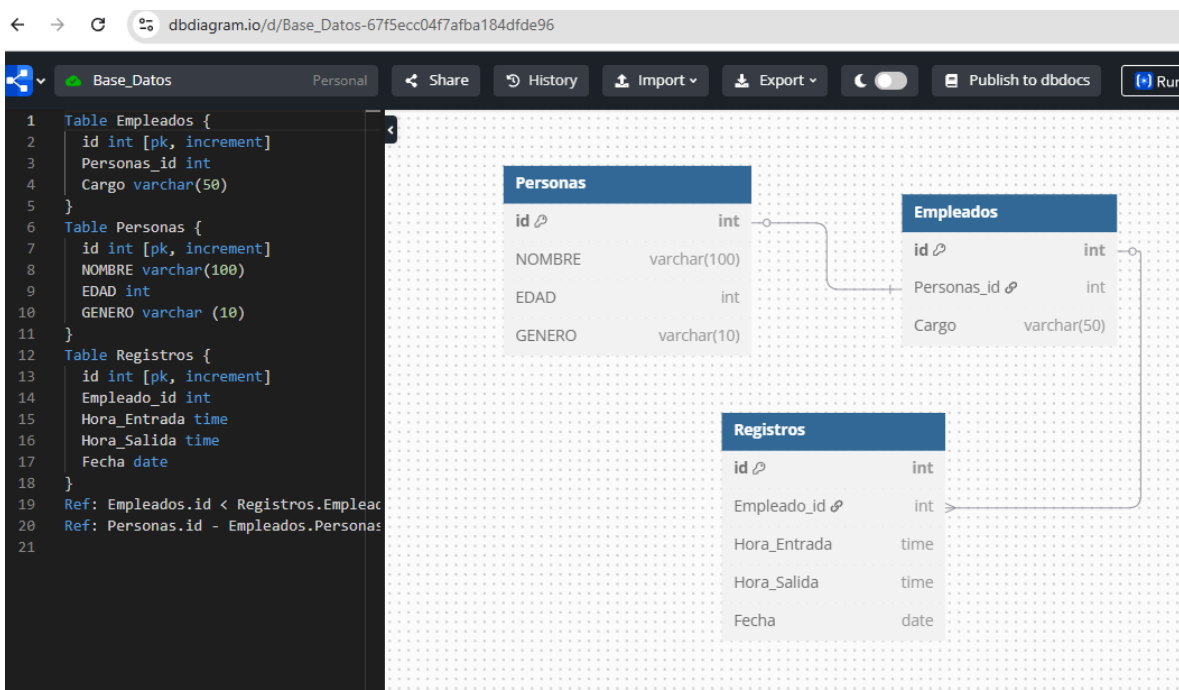 dbdiagram.io/d/Base_Datos-67f5ecc04f7afba184dfde96
Base_Datos Personal Share History Import Export Publish to dbdocs Run
1 Table Empleados {
2 id int [pk, increment]
3 Personas_id int
4 Cargo varchar(50)
5 }
6 Table Personas {
7 id int [pk, increment]
8 NOMBRE varchar(100)
9 EDAD int
10 GENERO varchar (10)
11 }
12 Table Registros {
13 id int [pk, increment]
14 Empleado_id int
15 Hora_Entrada time
16 Hora_Salida time
17 Fecha date
18 }
19 Ref: Empleados.id < Registros.Empleac
20 Ref: Personas.id - Empleados.Personas
21
Personas
id int
NOMBRE varchar(100)
EDAD int
GENERO varchar(10)
Empleados
id int
Personas_id int
Cargo varchar(50)
Registros
id int
Empleado_id int
Hora_Entrada time
Hora_Salida time
Fecha date